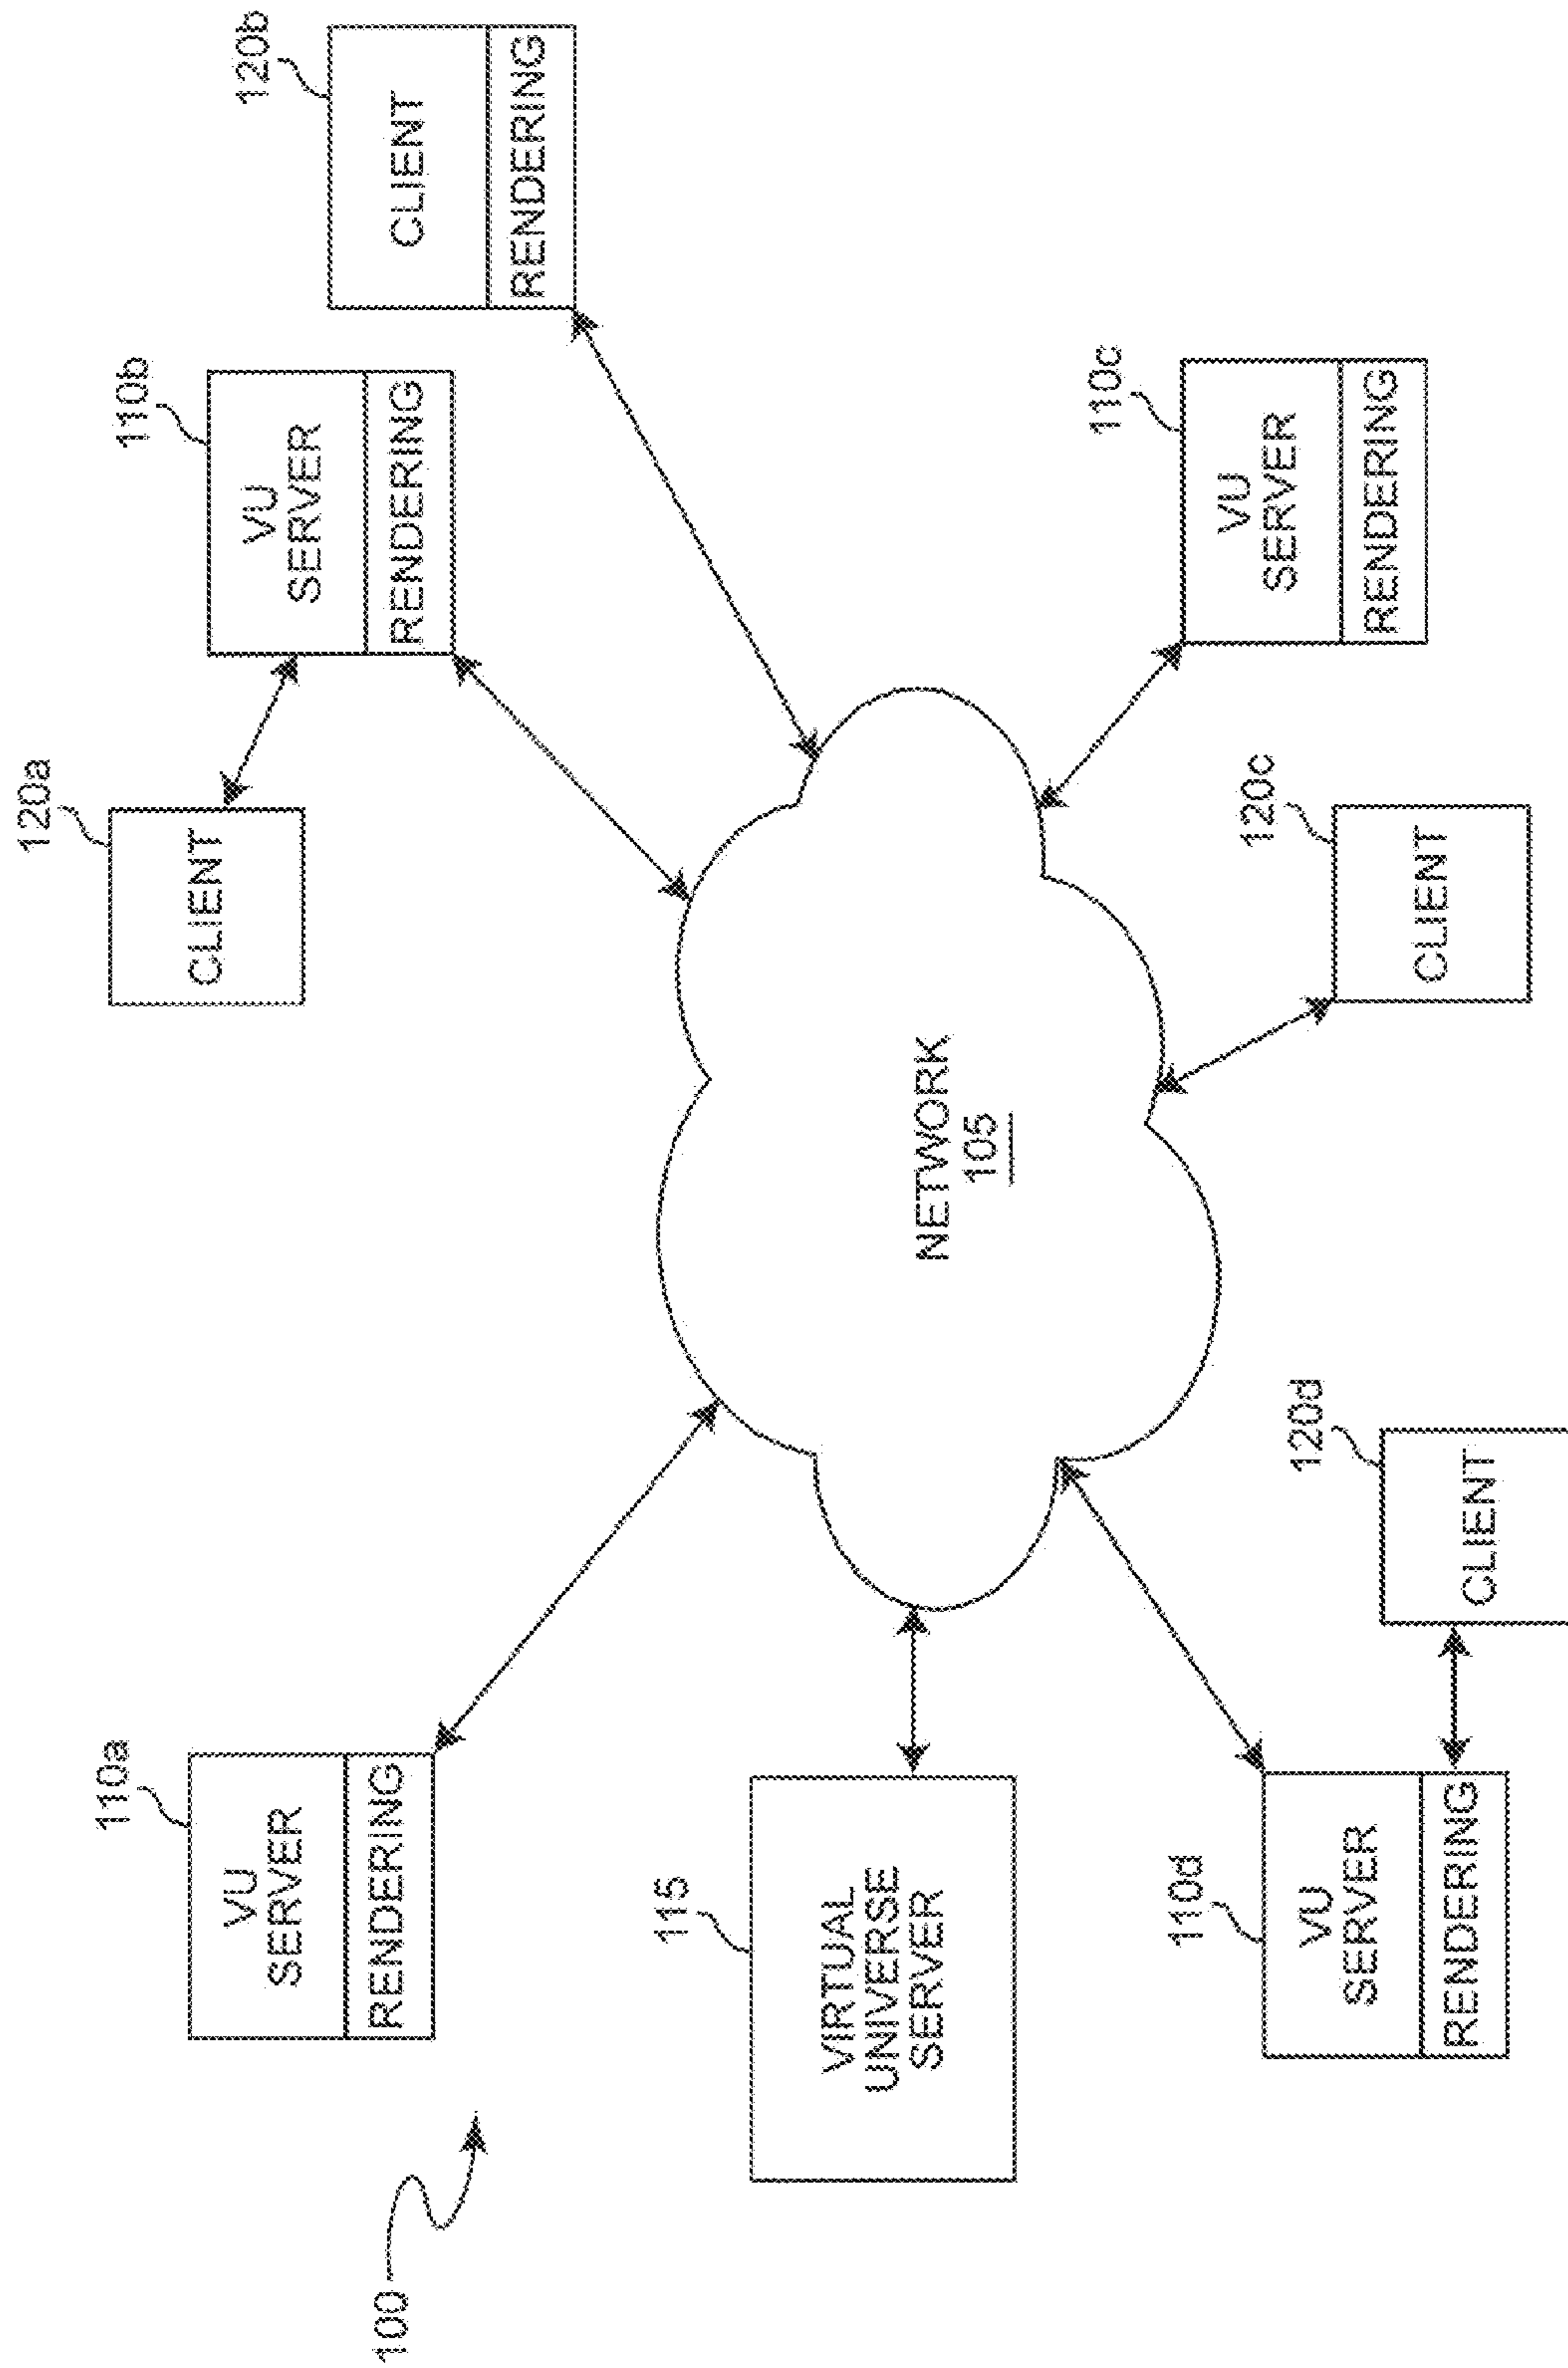 100
110a
VU
SERVER
RENDERING
120a
CLIENT
110b
VU
SERVER
RENDERING
120b
CLIENT
RENDERING
115
VIRTUAL
UNIVERSE
SERVER
NETWORK
105
110d
VU
SERVER
RENDERING
120d
CLIENT
120c
CLIENT
110c
VU
SERVER
RENDERING